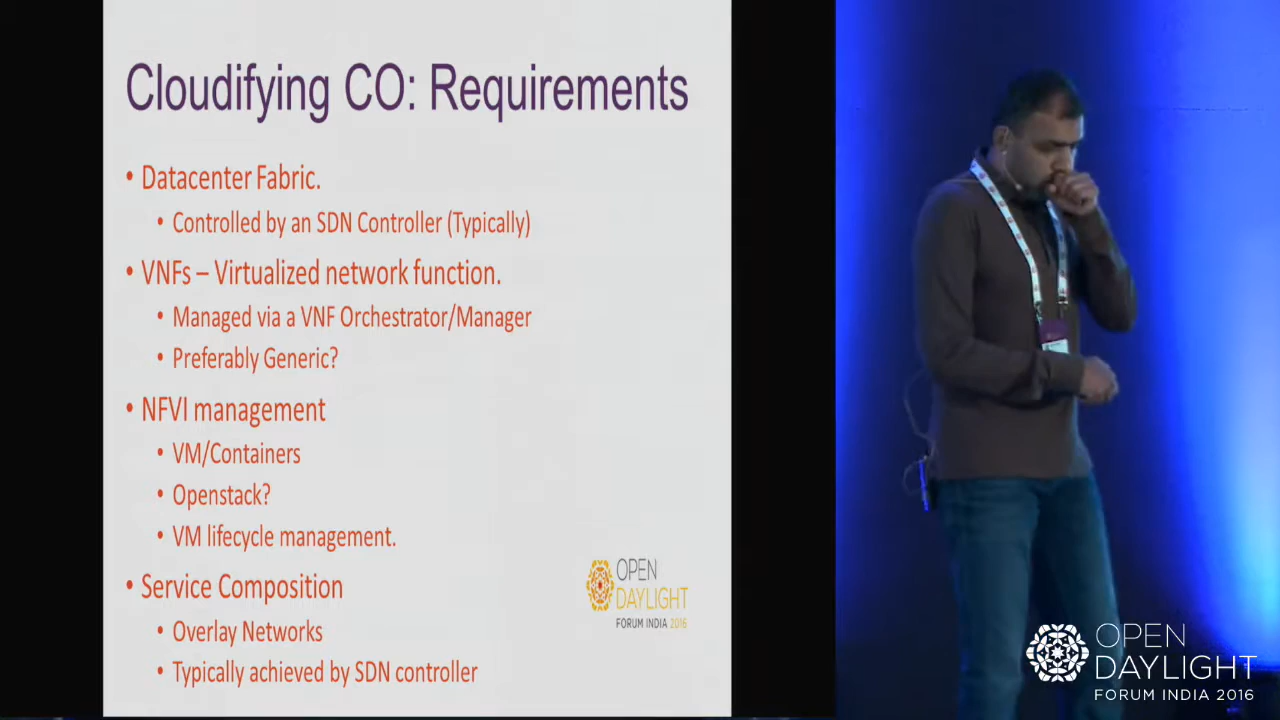 Cloudifying CO: Requirements
• Datacenter Fabric.
• Controlled by an SDN Controller (Typically)
• VNFs – Virtualized network function.
• Managed via a VNF Orchestrator/Manager
• Preferably Generic?
• NFVI management
• VM/Containers
• Openstack?
• VM lifecycle management.
• Service Composition
• Overlay Networks
• Typically achieved by SDN controller
OPEN
DAYLIGHT
FORUM INDIA 2016
OPEN
DAYLIGHT
FORUM INDIA 2016